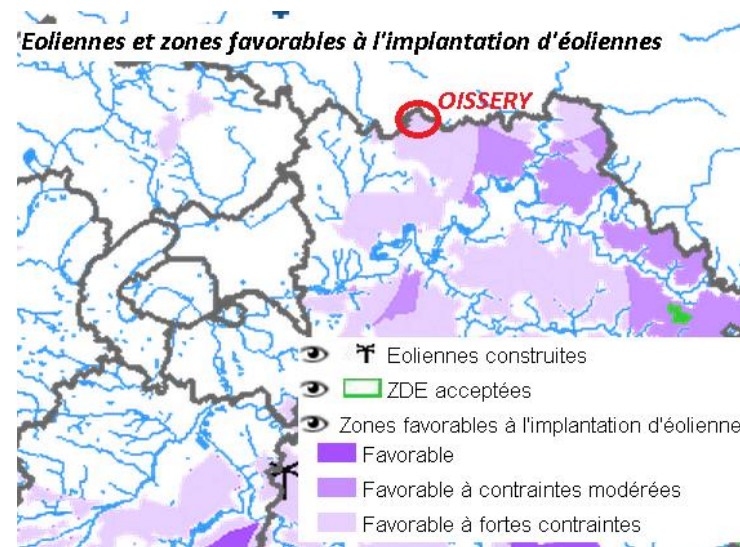 Eoliennes et zones favorables à l'implantation d'éoliennes
OISSERY
Eoliennes construites
ZDE acceptées
Zones favorables à l'implantation d'éolienne
Favorable
Favorable à contraintes modérées
Favorable à fortes contraintes